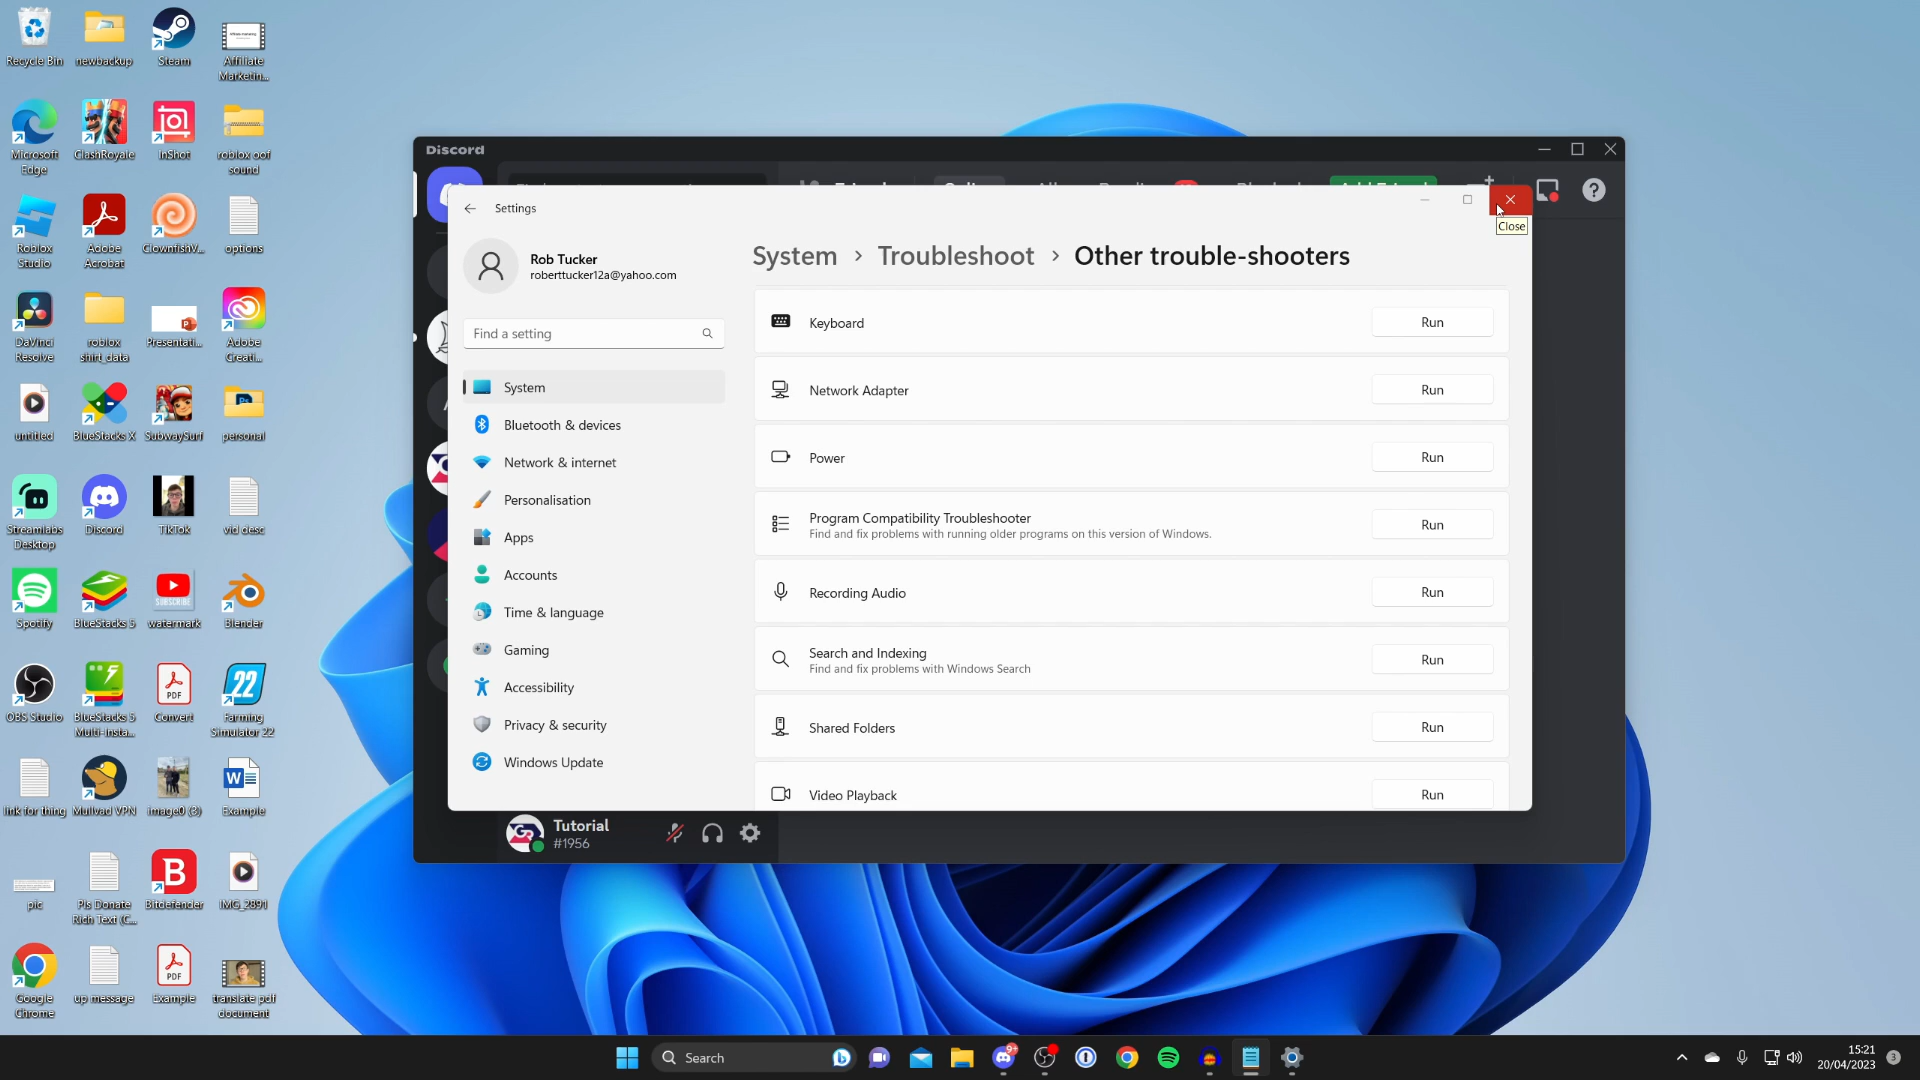 Recycle Bin
newbackup
Steam
Affiliate
Marketin...
Microsoft
Edge
ClashRoyale
InShot
roblox oof
sound
Roblox
Studio
Adobe
Acrobat
ClownfishV...
options
DaVinci
Resolve
roblox
shirt_data
Presentati...
Adobe
Creati...
untitled
BlueStacks X
SubwaySurf
personal
Streamlabs
Desktop
Discord
TikTok
vid desc
Spotify
BlueStacks 5
SUBSCRIBE
watermark
Blender
OBS Studio
BlueStacks 5
Multi-Insta...
PDF
Convert
22
Farming
Simulator 22
link for thing
Mullvad VPN
image0 (3)
Example
pic
Pls Donate
Rich Text (C...
Bitdefender
IMG_2891
Google
Chrome
up message
PDF
Example
translate pdf
document
Discord
Settings
Close
Rob Tucker
roberttucker12a@yahoo.com
Find a setting
System
Bluetooth & devices
Network & internet
Personalisation
Apps
Accounts
Time & language
Gaming
Accessibility
Privacy & security
Windows Update
System > Troubleshoot > Other trouble-shooters
Keyboard Run
Network Adapter Run
Power Run
Program Compatibility Troubleshooter
Find and fix problems with running older programs on this version of Windows.
Run
Recording Audio Run
Search and Indexing
Find and fix problems with Windows Search
Run
Shared Folders Run
Video Playback Run
Tutorial
#1956
Search
9+
15:21
20/04/2023
3